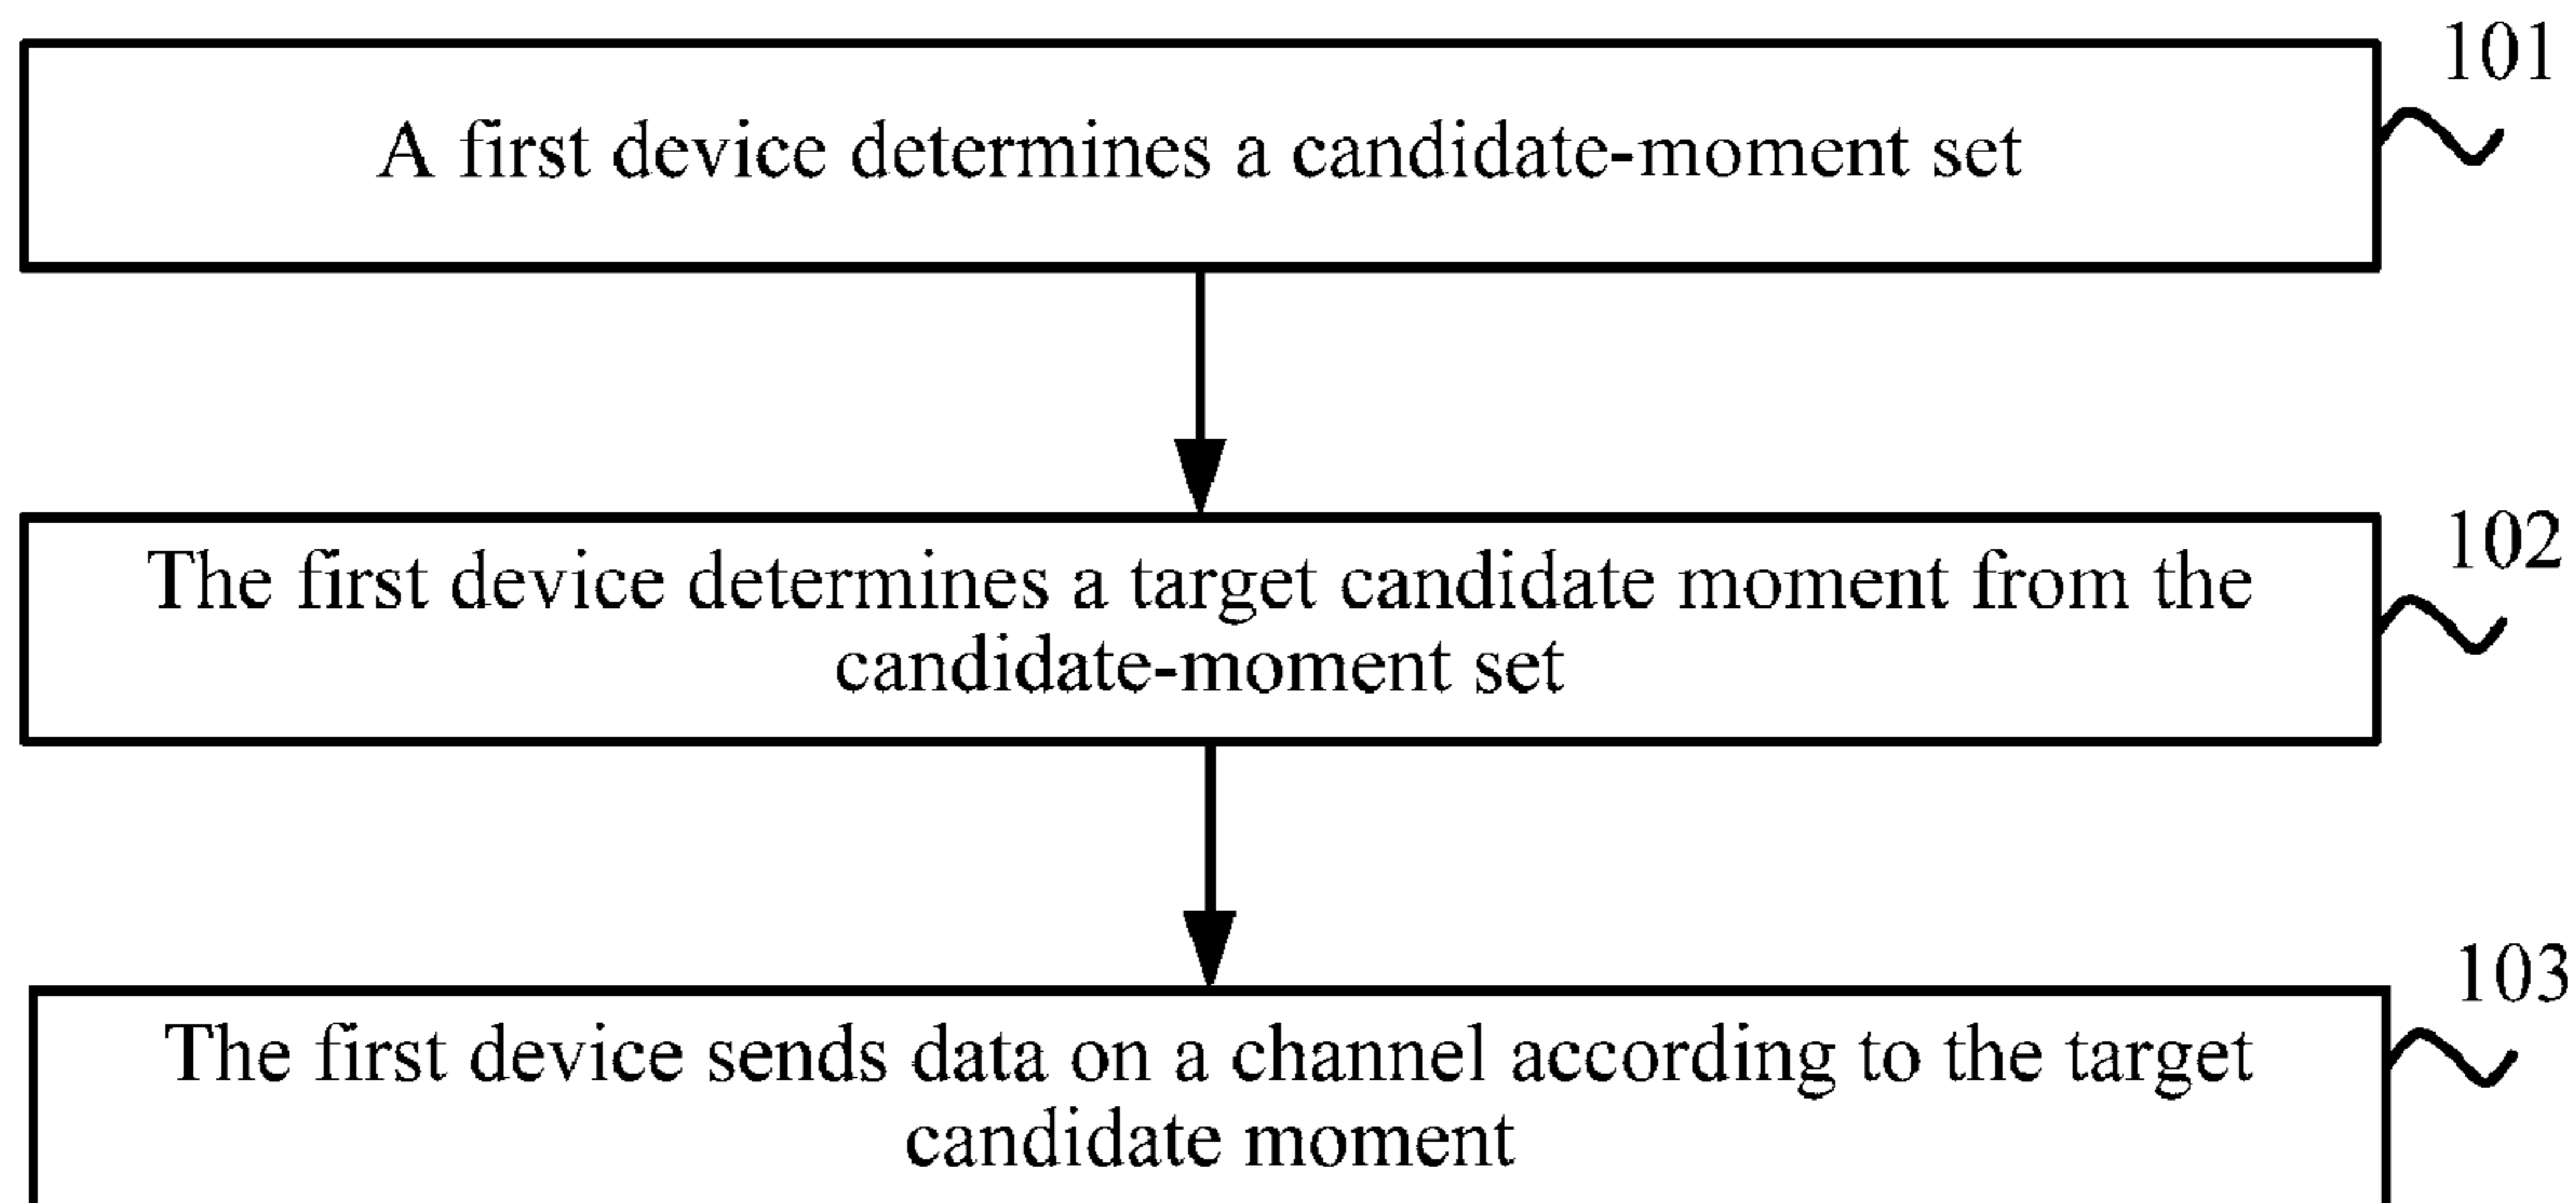 101
A first device determines a candidate-moment set
102
The first device determines a target candidate moment from the
candidate-moment set
103
The first device sends data on a channel according to the target
candidate moment